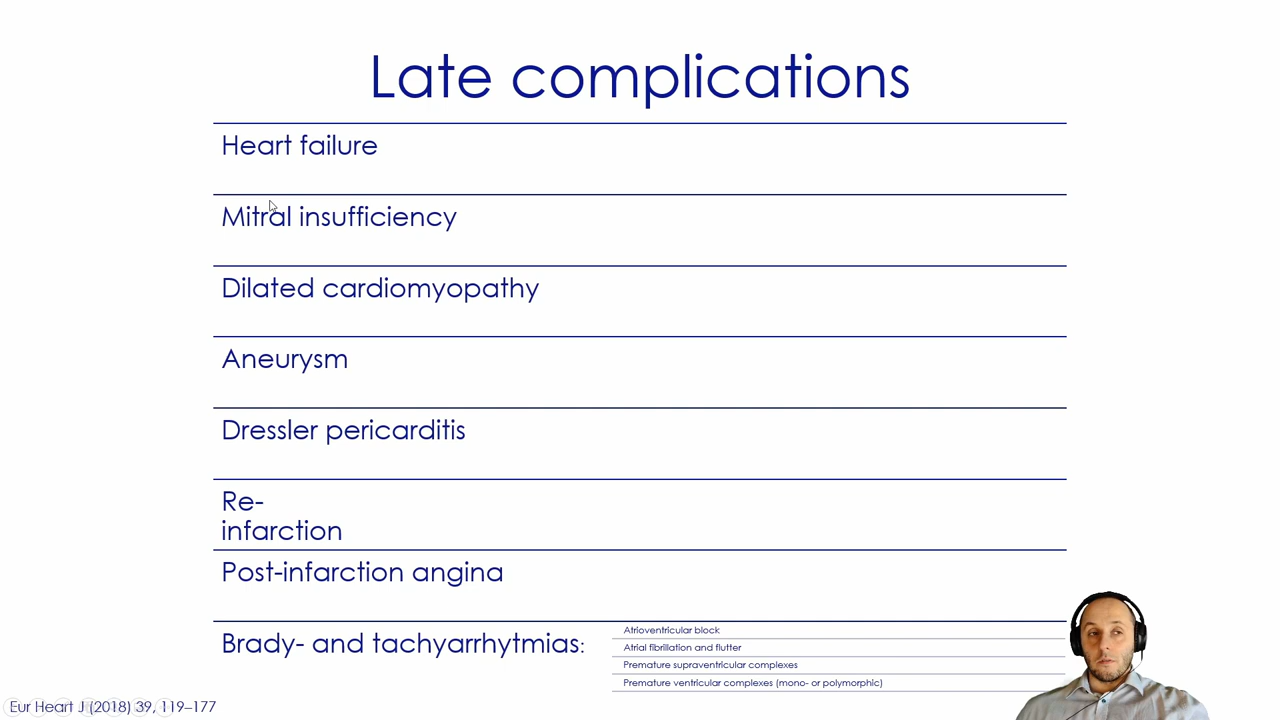 Late complications
Heart failure
Mitral insufficiency
Dilated cardiomyopathy
Aneurysm
Dressler pericarditis
Re-
infarction
Post-infarction angina
Brady- and tachyarrhytmias:
Atrioventricular block
Atrial fibrillation and flutter
Premature supraventricular complexes
Premature ventricular complexes (mono- or polymorphic)
Eur Heart J (2018) 39, 119–177